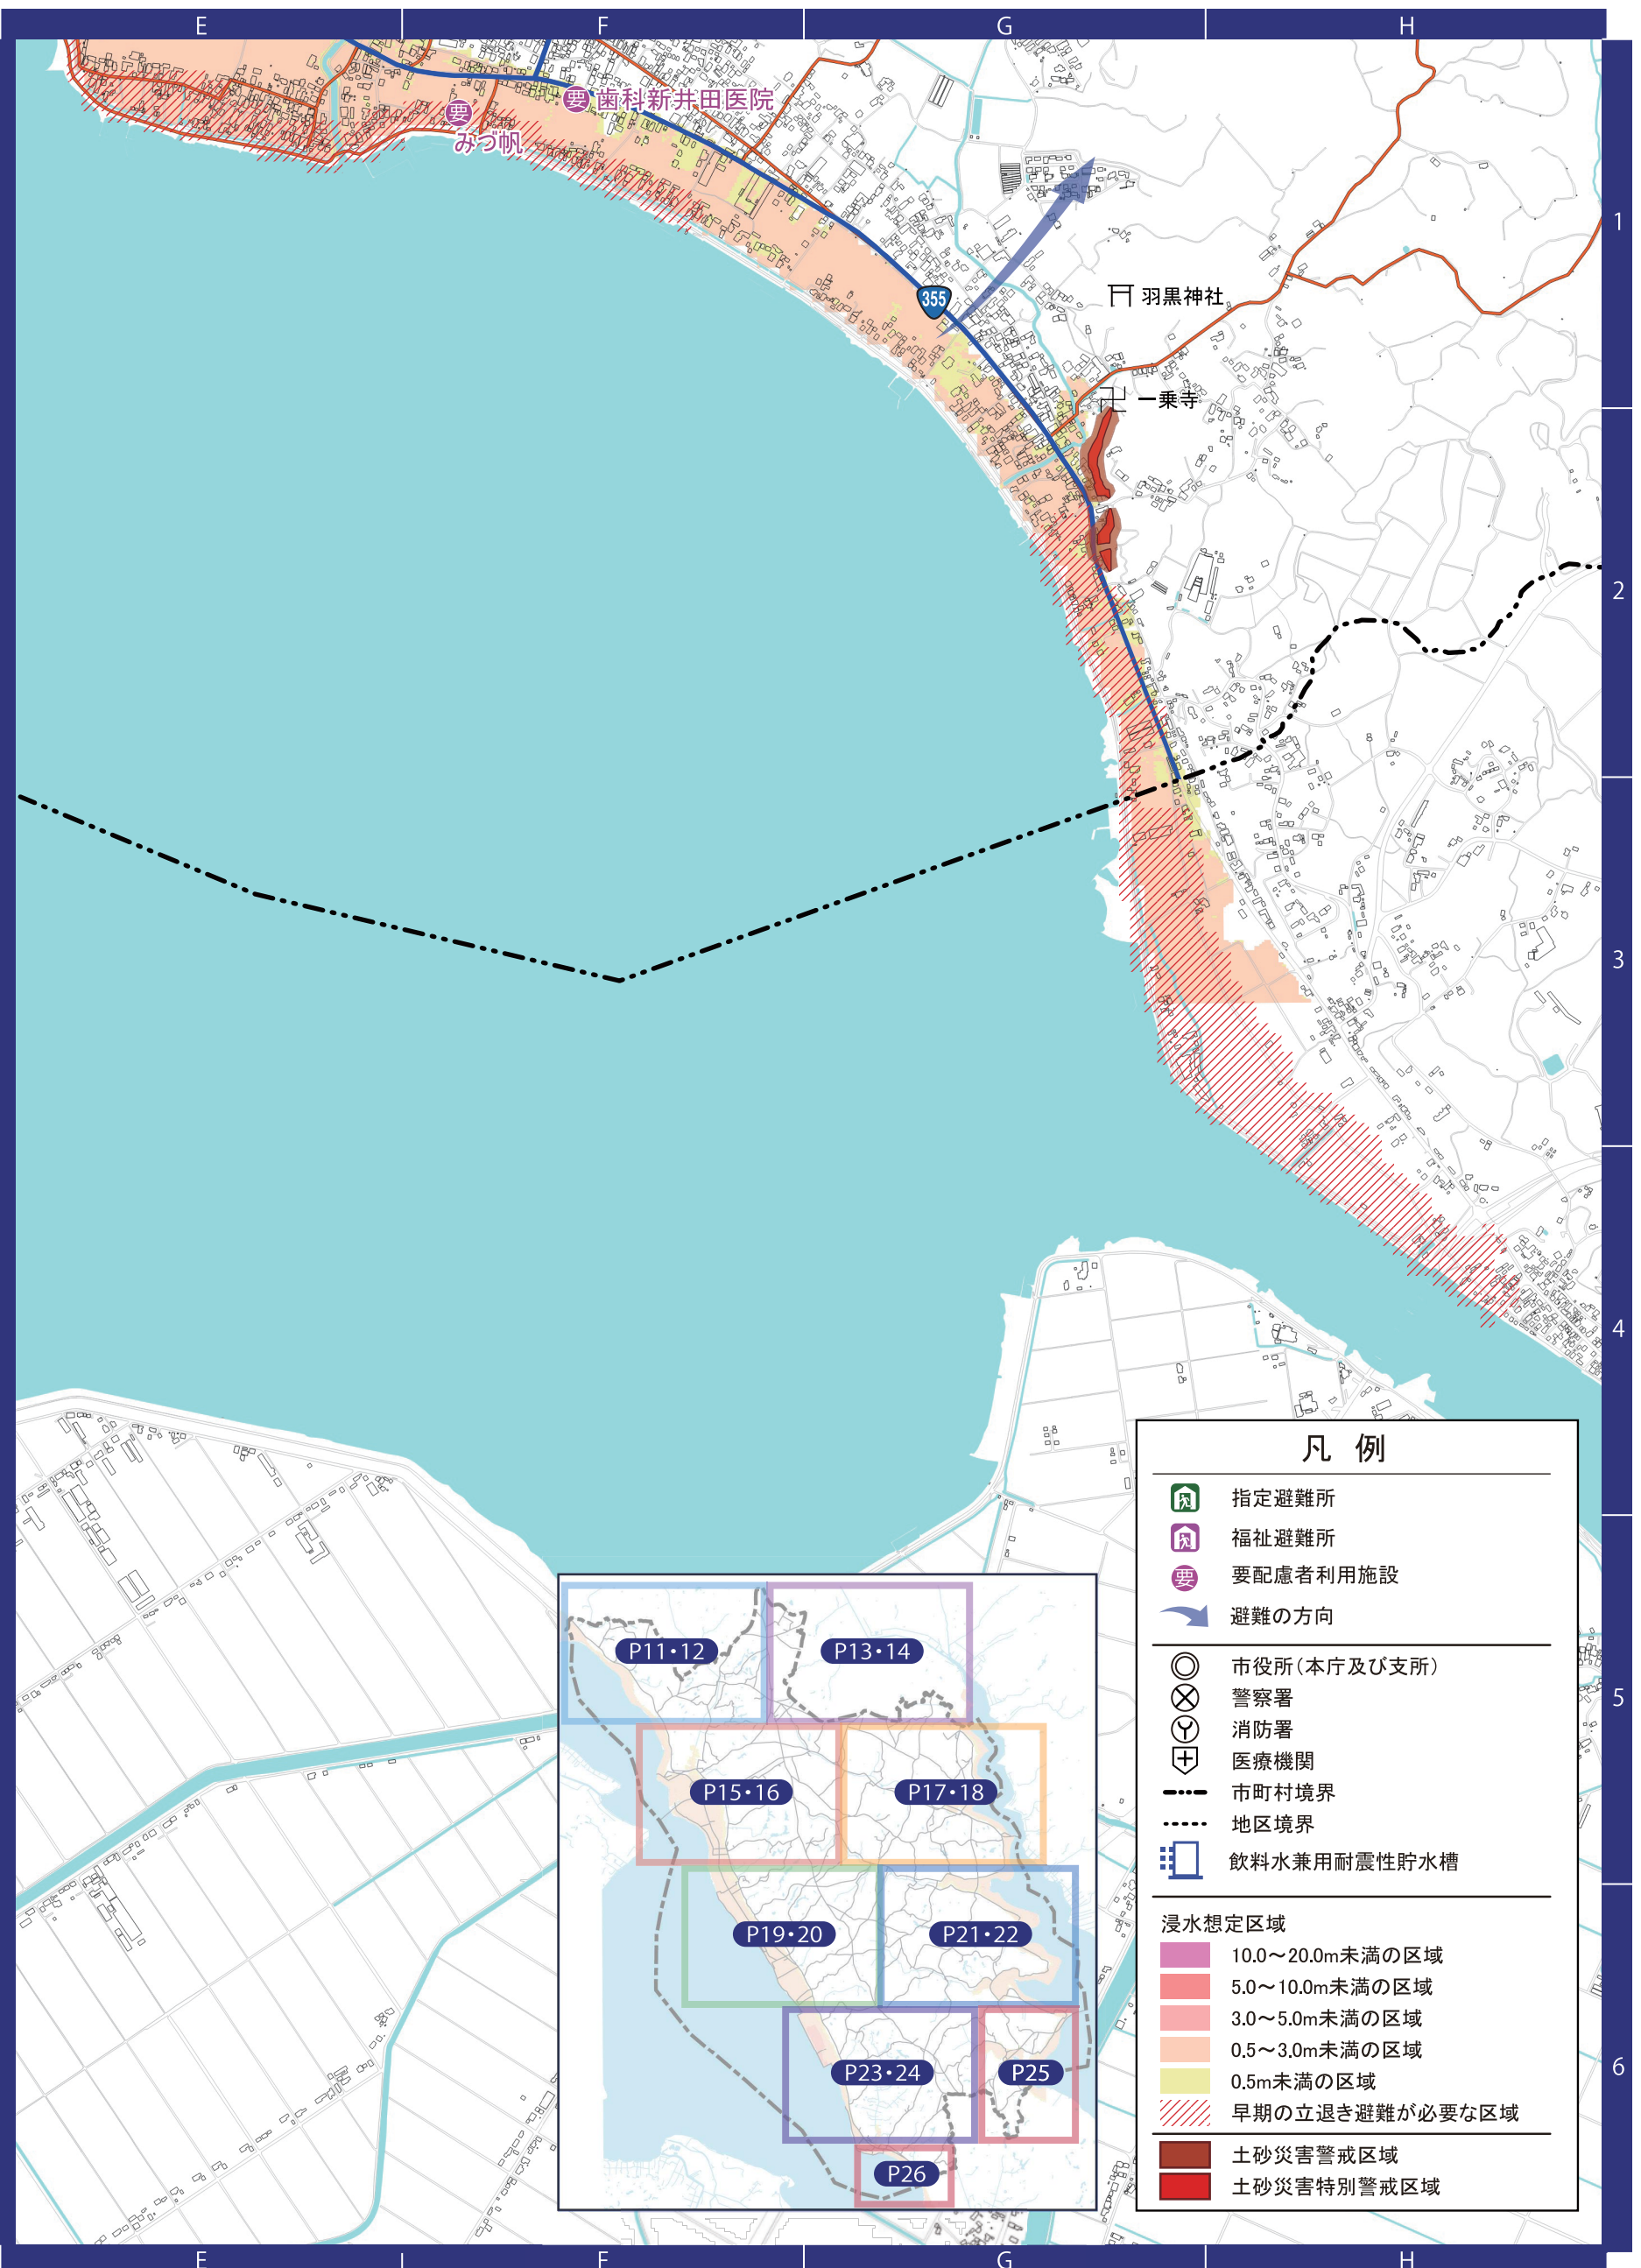 E F G H
要 歯科新井田医院
要
みづ帆
1
355
羽黒神社
一乗寺
2
3
4
凡 例
指定避難所
福祉避難所
要 要配慮者利用施設
避難の方向
市役所(本庁及び支所)
警察署
消防署
医療機関
市町村境界
地区境界
飲料水兼用耐震性貯水槽
浸水想定区域
10.0～20.0m未満の区域
5.0～10.0m未満の区域
3.0～5.0m未満の区域
0.5～3.0m未満の区域
0.5m未満の区域
早期の立退き避難が必要な区域
土砂災害警戒区域
土砂災害特別警戒区域
P11・12 P13・14
P15・16 P17・18
P19・20 P21・22
P23・24 P25
P26
5
6
E F G H